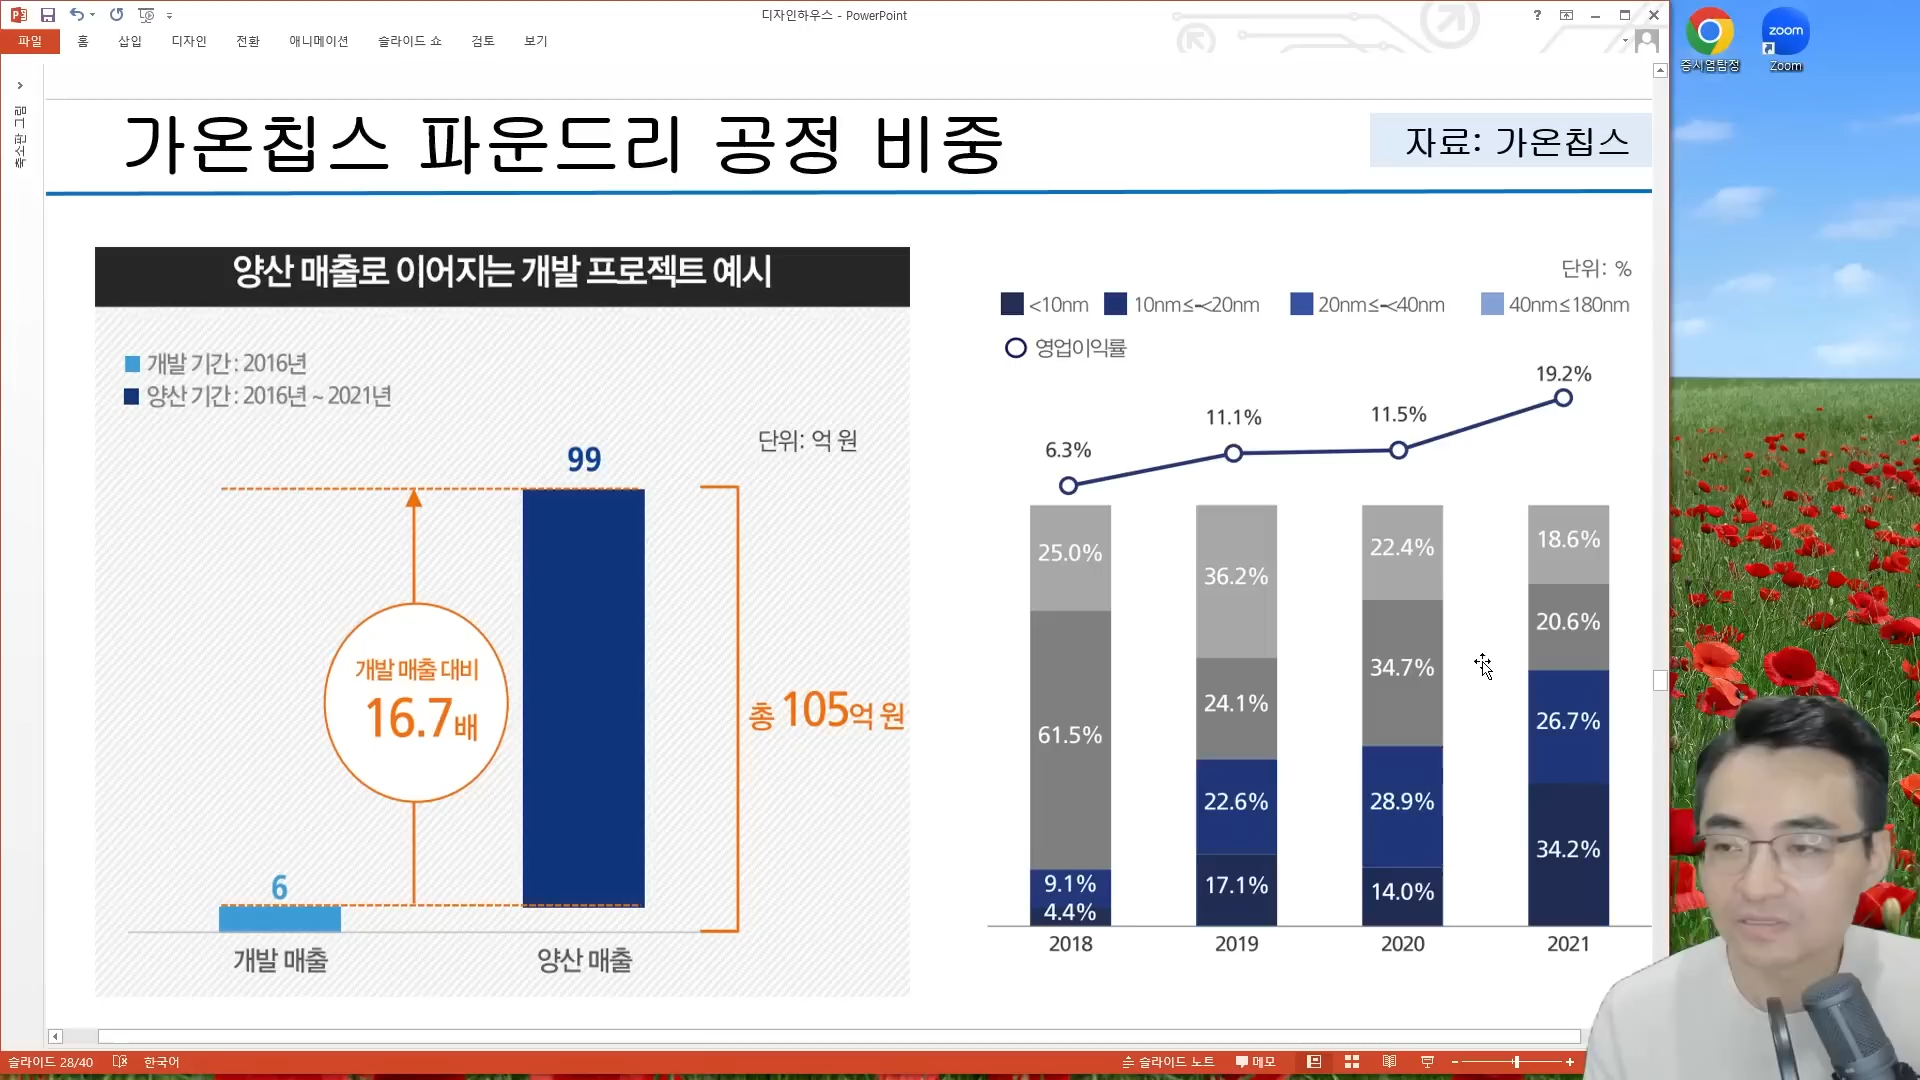 디자인하우스 - PowerPoint
파일 홈 삽입 디자인 전환 애니메이션 슬라이드 쇼 검토 보기
증시염탐정
zoom
Zoom
축소판 그림
가온칩스 파운드리 공정 비중
자료: 가온칩스
양산 매출로 이어지는 개발 프로젝트 예시
개발 기간 : 2016년
양산 기간 : 2016년 ~ 2021년
단위: 억 원
99
개발 매출 대비
16.7배
총 105억 원
6
개발 매출 양산 매출
단위: %
<10nm 10nm≤~<20nm 20nm≤~<40nm 40nm≤180nm
영업이익률
6.3% 11.1% 11.5% 19.2%
25.0% 36.2% 22.4% 18.6%
61.5% 24.1% 34.7% 20.6%
9.1% 22.6% 28.9% 26.7%
4.4% 17.1% 14.0% 34.2%
2018 2019 2020 2021
슬라이드 28/40 한국어 슬라이드 노트 메모